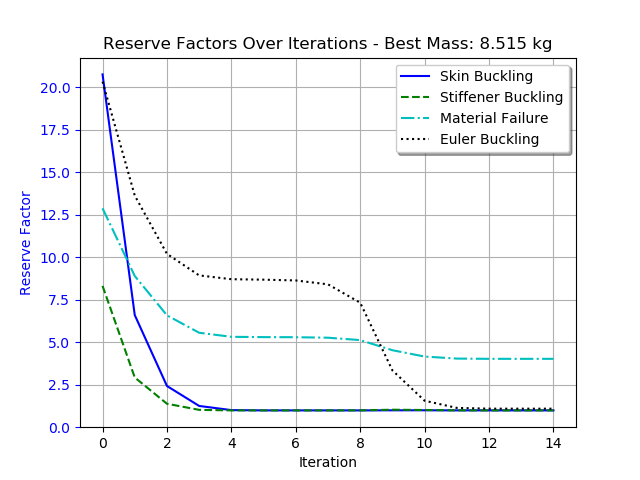 Reserve Factors Over Iterations - Best Mass: 8.515 kg
Skin Buckling
Stiffener Buckling
Material Failure
Euler Buckling
Reserve Factor
20.0
17.5
15.0
12.5
10.0
7.5
5.0
2.5
0.0
0 2 4 6 8 10 12 14
Iteration